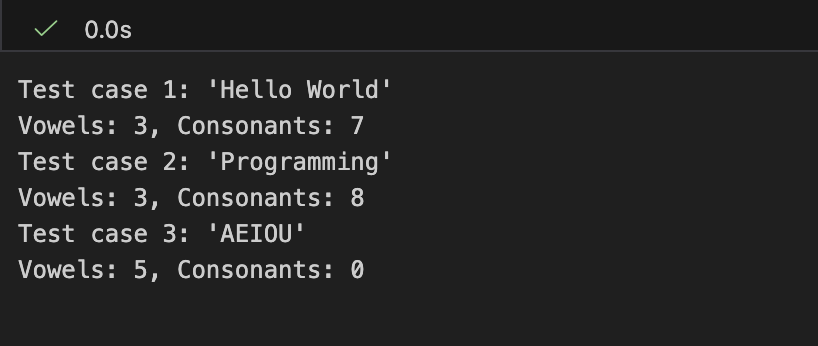 0.0s
Test case 1: 'Hello World'
Vowels: 3, Consonants: 7
Test case 2: 'Programming'
Vowels: 3, Consonants: 8
Test case 3: 'AEIOU'
Vowels: 5, Consonants: 0